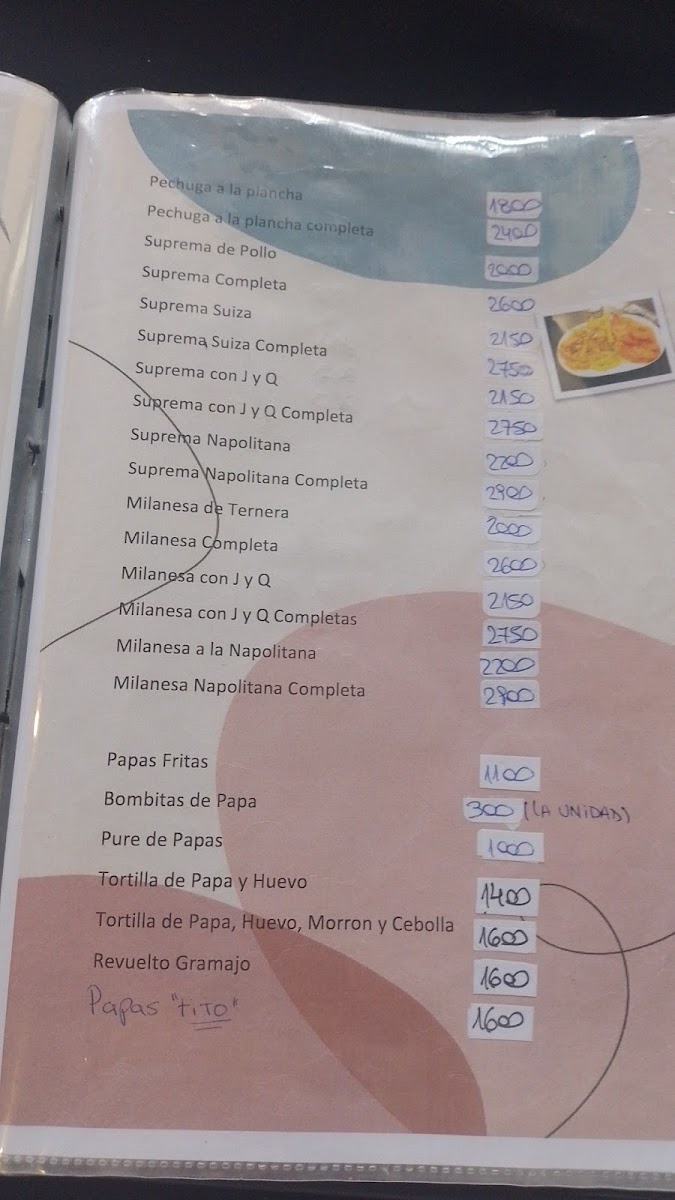 Pechuga a la plancha 1800
Pechuga a la plancha completa 2400
Suprema de Pollo 2000
Suprema Completa 2600
Suprema Suiza 2150
Suprema Suiza Completa 2750
Suprema con J y Q 2150
Suprema con J y Q Completa 2750
Suprema Napolitana 2200
Suprema Napolitana Completa 2900
Milanesa de Ternera 2000
Milanesa Completa 2600
Milanesa con J y Q 2150
Milanesa con J y Q Completas 2750
Milanesa a la Napolitana 2200
Milanesa Napolitana Completa 2900
Papas Fritas 1100
Bombitas de Papa 300 (LA UNIDAD)
Pure de Papas 1000
Tortilla de Papa y Huevo 1400
Tortilla de Papa, Huevo, Morron y Cebolla 1600
Revuelto Gramajo 1600
Papas "FITO" 1600